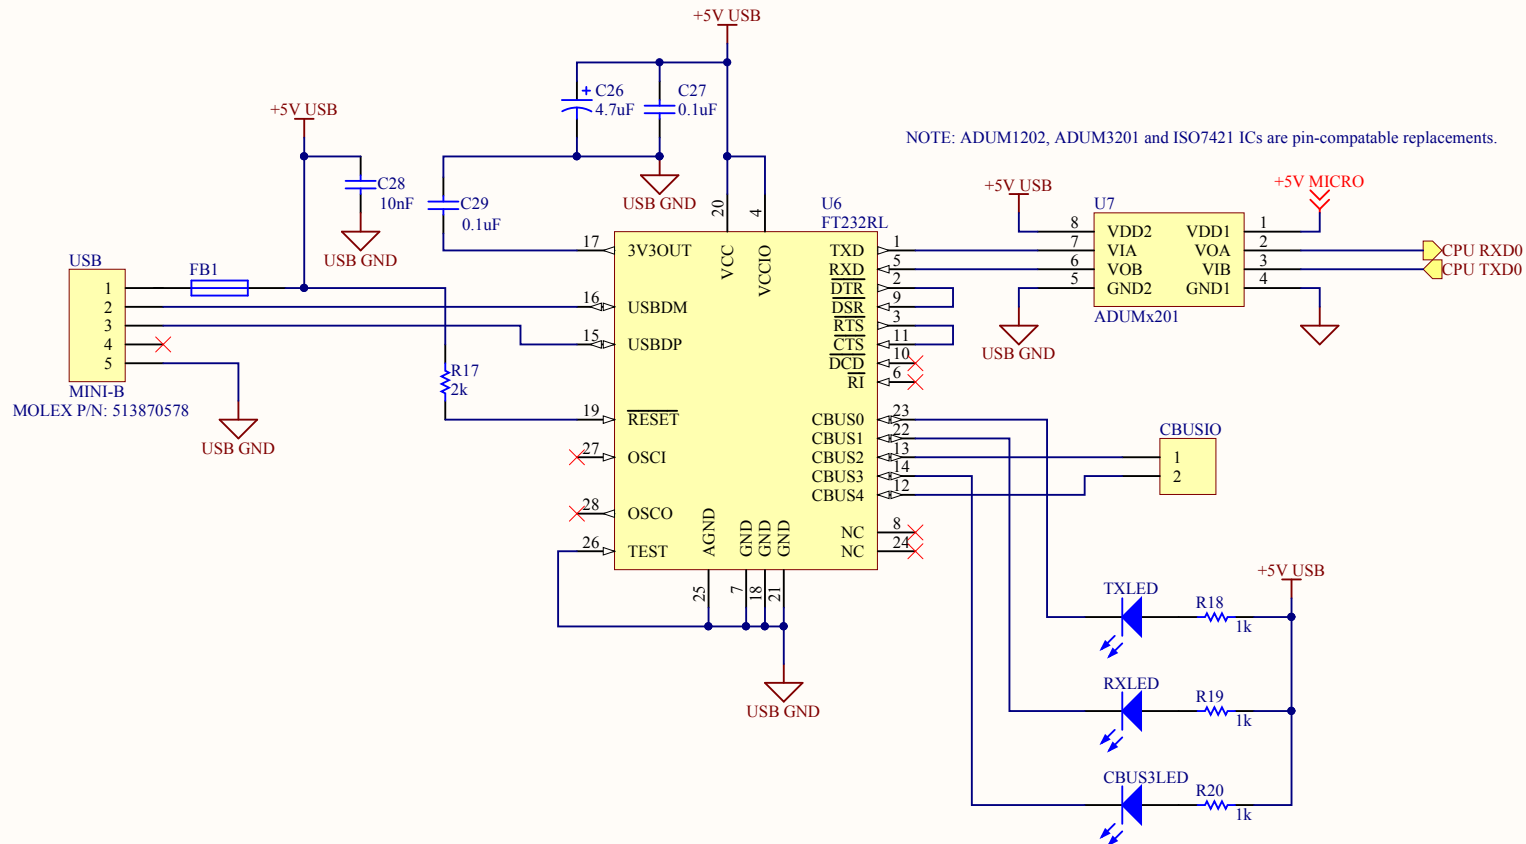 +5V USB
C26
4.7uF
C27
0.1uF
+5V USB
NOTE: ADUM1202, ADUM3201 and ISO7421 ICs are pin-compatable replacements.
C28
10nF
USB GND
C29
0.1uF
USB GND
+5V USB
+5V MICRO
U6
FT232RL
U7
8 VDD2 VDD1 1
7 VIA VOA 2
6 VOB VIB 3
5 GND2 GND1 4
ADUMx201
CPU RXD0
CPU TXD0
USB GND
USB
1
2
3
4
5
MINI-B
MOLEX P/N: 513870578
FB1
USB GND
R17
2k
20 VCC
4 VCCIO
17 3V3OUT
16 USBDM
15 USBDP
19 RESET
27 OSCI
28 OSCO
26 TEST
TXD 1
RXD 5
DTR 2
DSR 9
RTS 3
CTS 11
DCD 10
RI 6
CBUS0 23
CBUS1 22
CBUS2 13
CBUS3 14
CBUS4 12
NC 8
NC 24
AGND 25
GND 7
GND 18
GND 21
USB GND
CBUSIO
1
2
+5V USB
TXLED
R18
1k
RXLED
R19
1k
CBUS3LED
R20
1k